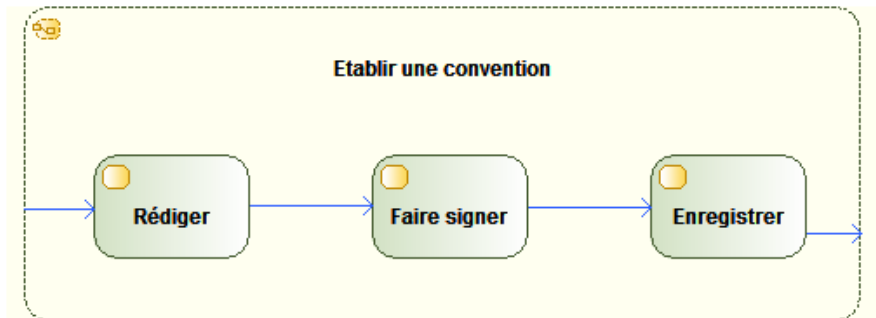 Etablir une convention
Rédiger
Faire signer
Enregistrer